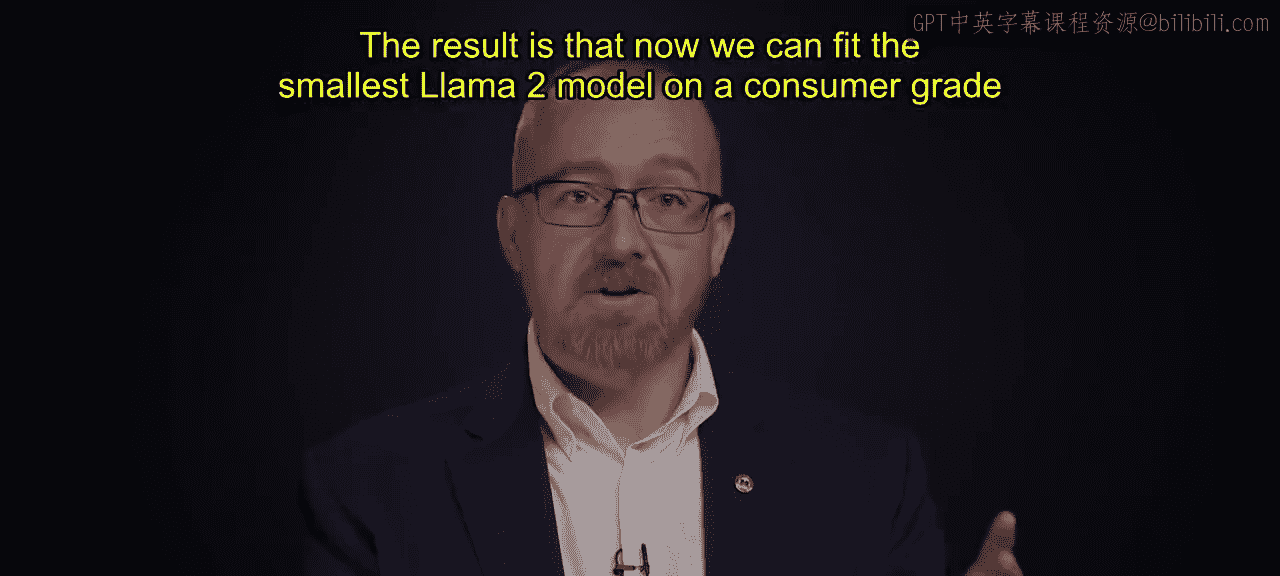 GPT中英字幕课程资源@bilibili.com
The result is that now we can fit the
smallest Llama 2 model on a consumer grade